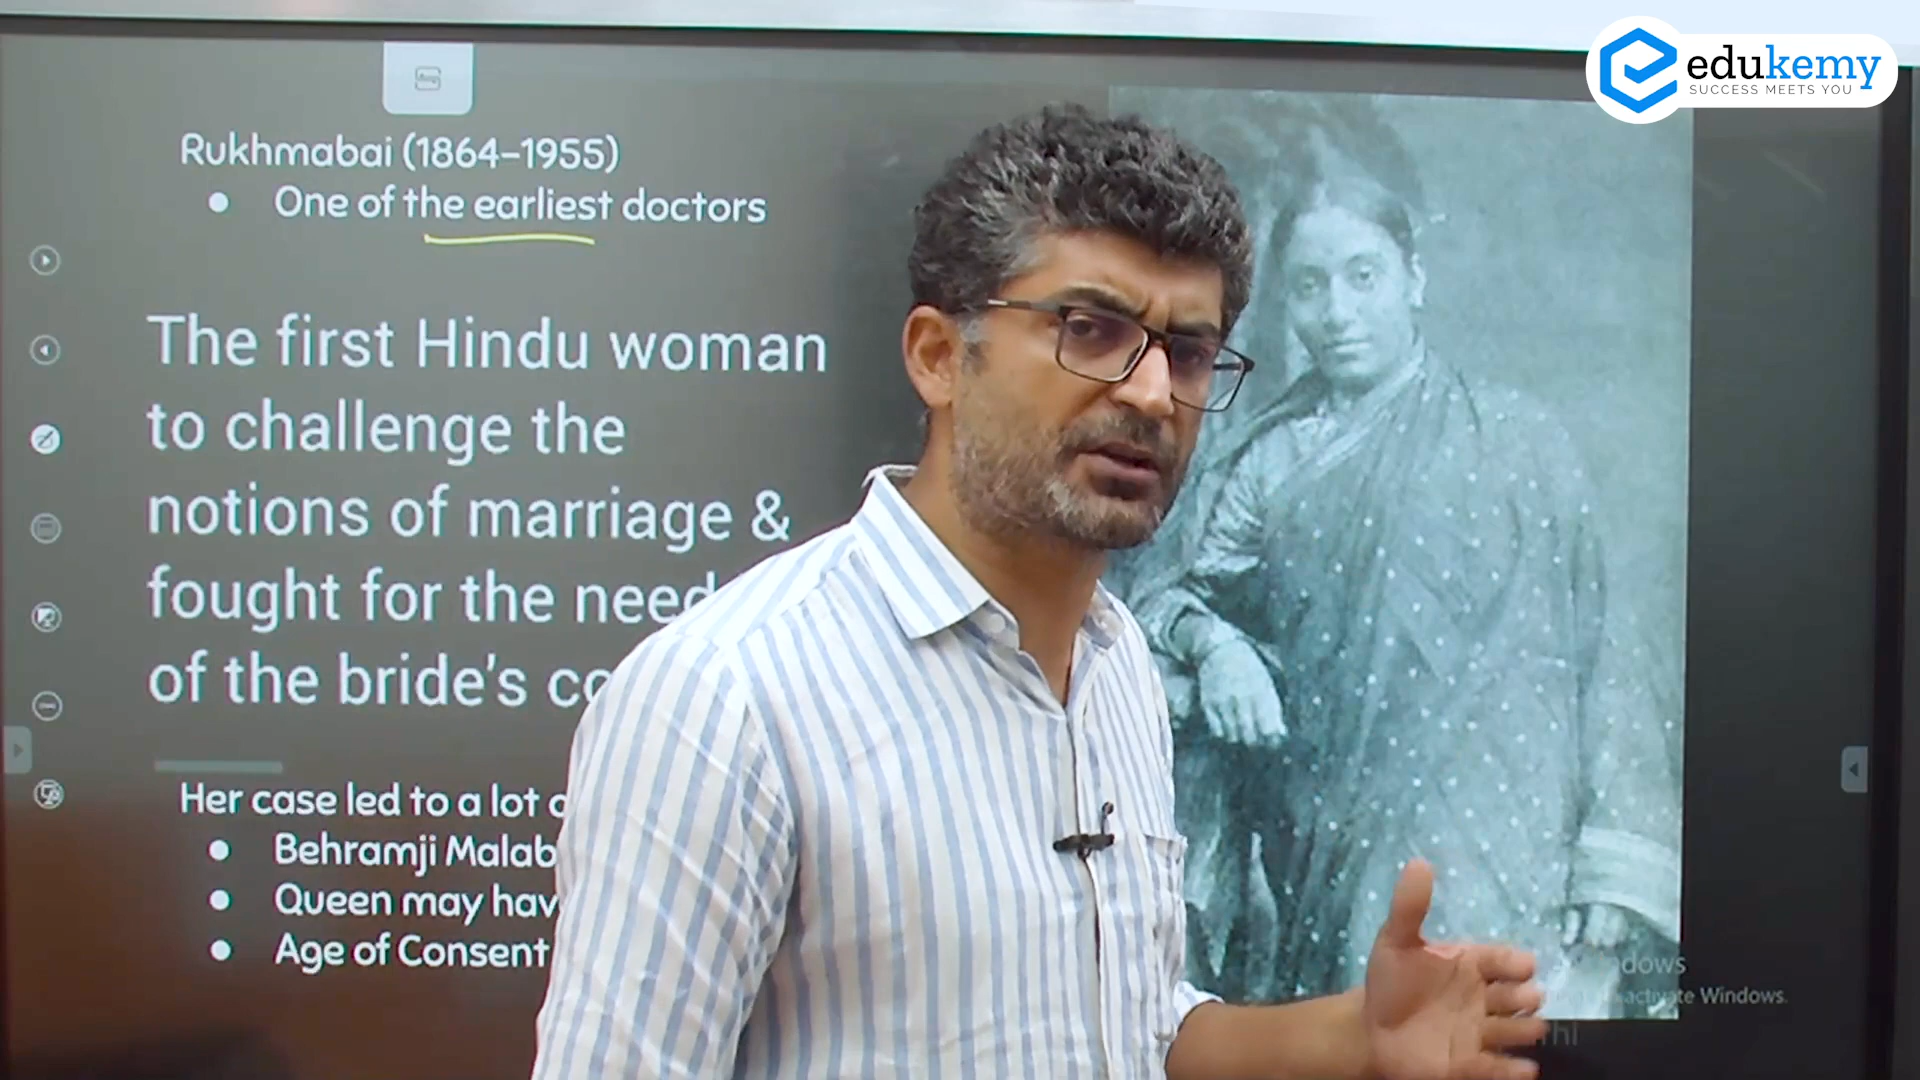 edukemy
SUCCESS MEETS YOU
Rukhmabai (1864–1955)
● One of the earliest doctors
The first Hindu woman
to challenge the
notions of marriage &
fought for the need
of the bride's
Her case led to a lot
● Behramji
● Queen may
● Age of Consent
activate Windows.